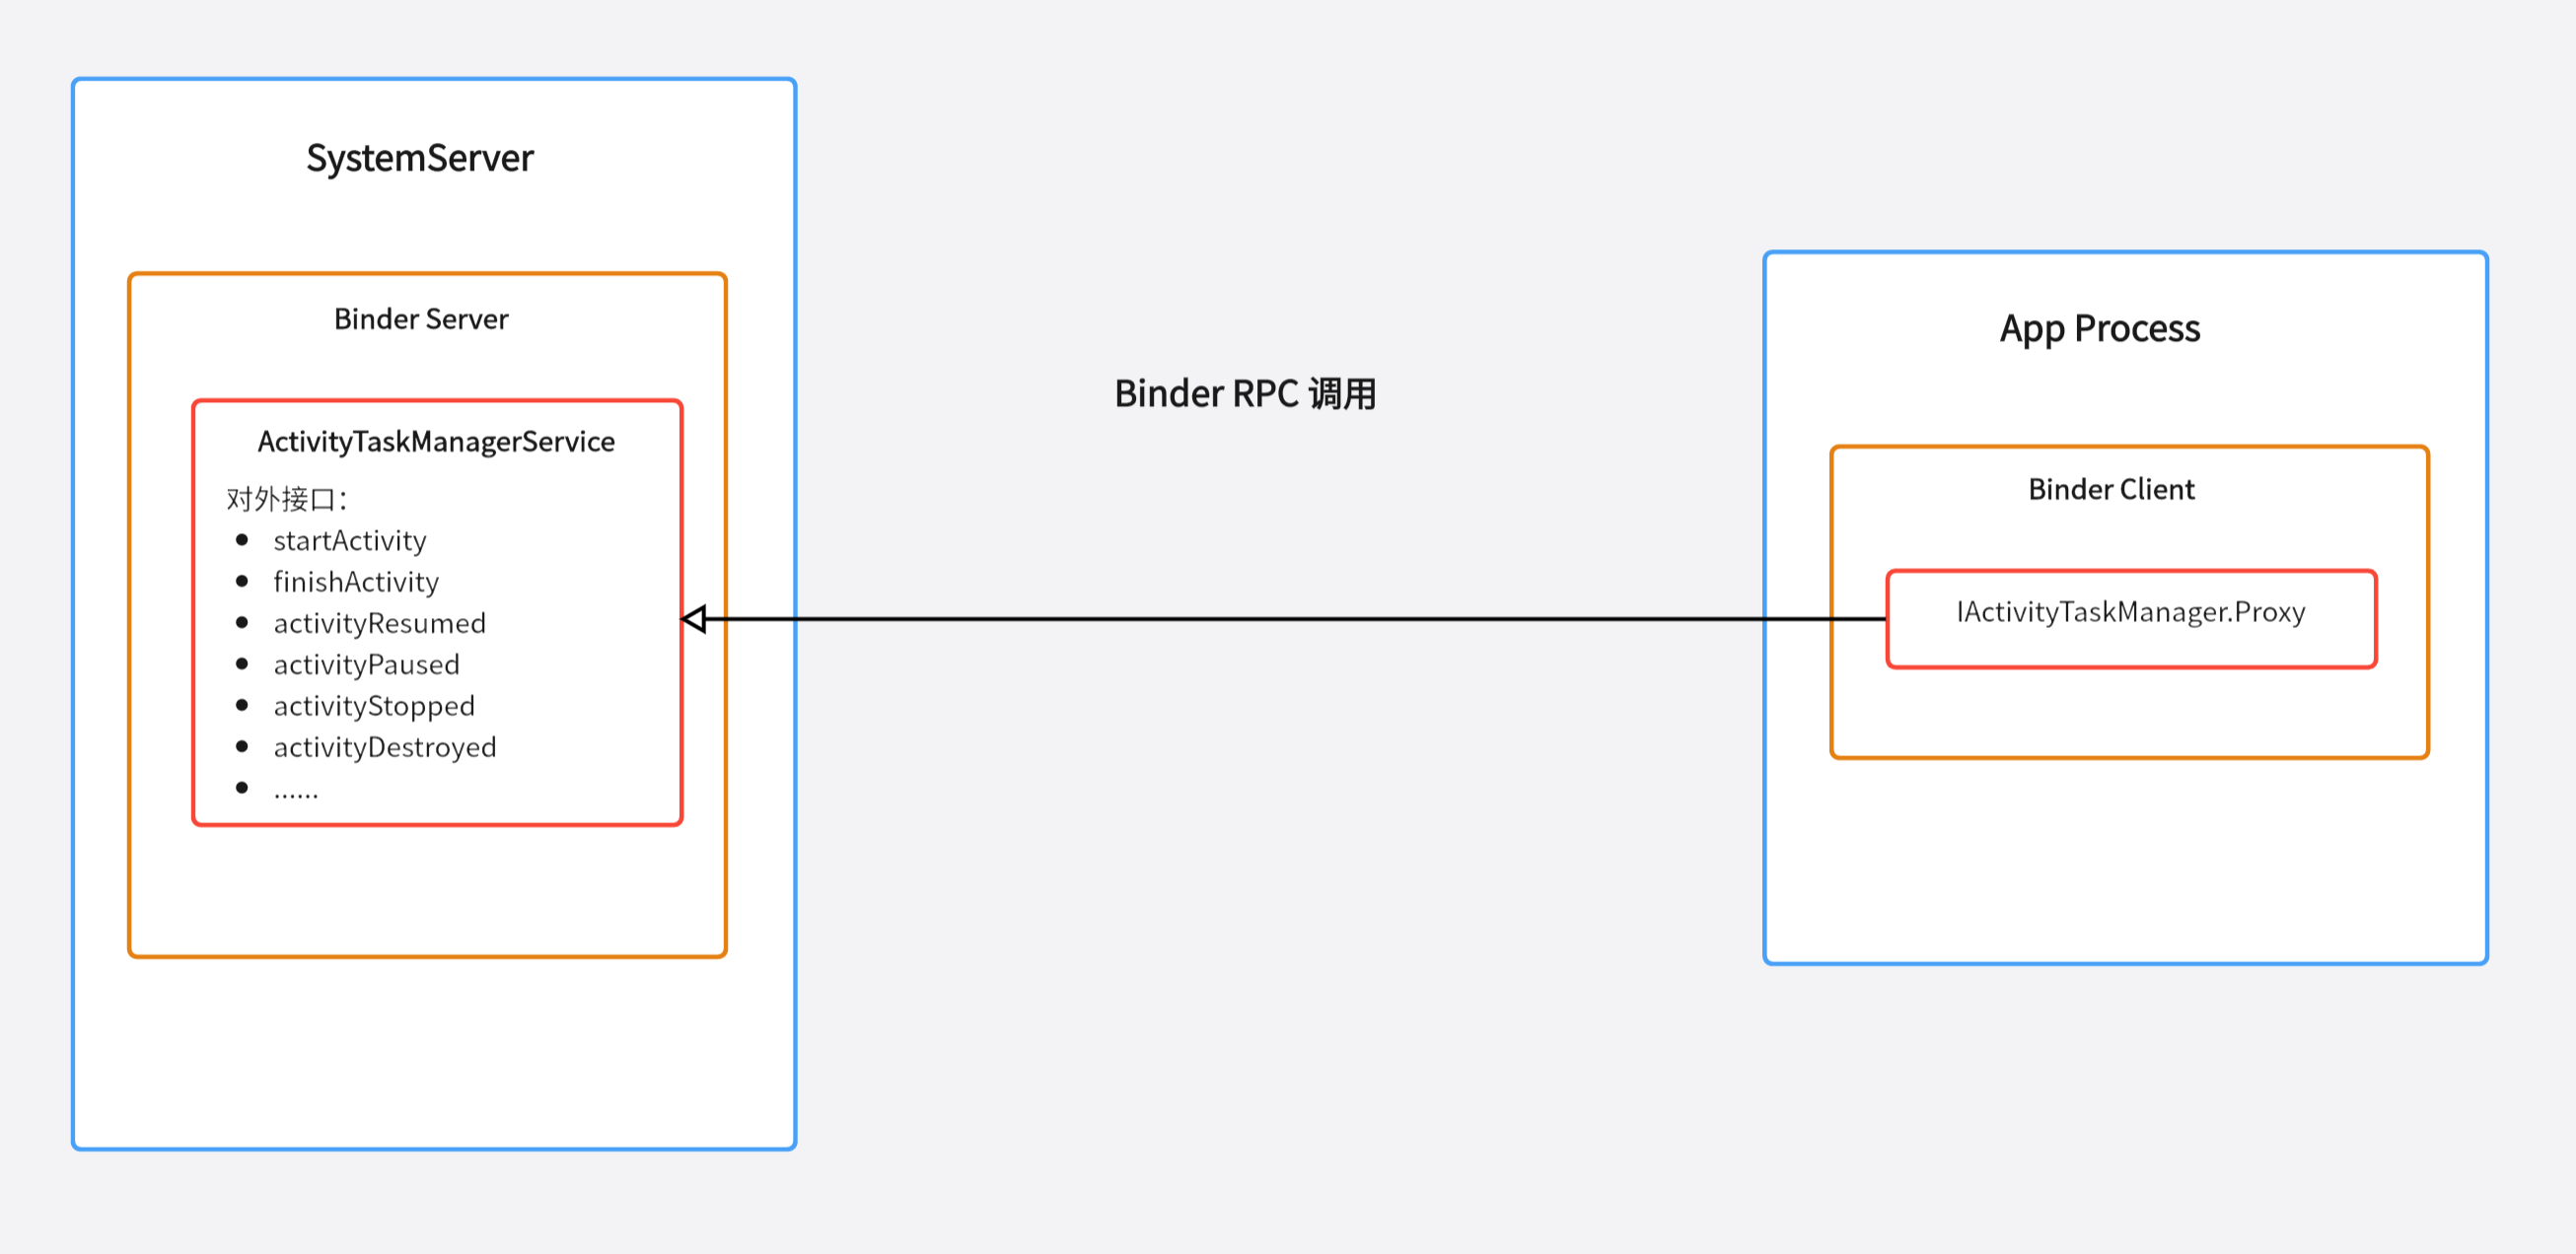 SystemServer
Binder Server
ActivityTaskManagerService
对外接口：
● startActivity
● finishActivity
● activityResumed
● activityPaused
● activityStopped
● activityDestroyed
● ......
Binder RPC 调用
App Process
Binder Client
IActivityTaskManager.Proxy